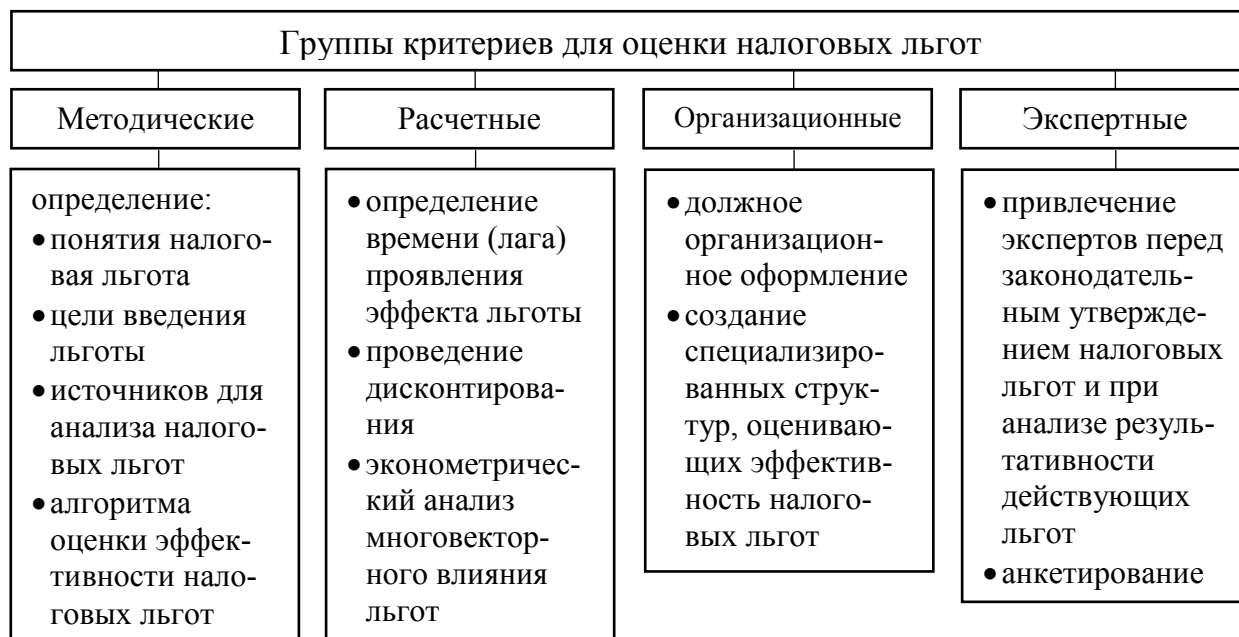 Группы критериев для оценки налоговых льгот
Методические
определение:
• понятия налого-
вая льгота
• цели введения
льготы
• источников для
анализа налого-
вых льгот
• алгоритма
оценки эффек-
тивности нало-
говых льгот
Расчетные
• определение
времени (лага)
проявления
эффекта льготы
• проведение
дисконтирова-
ния
• эконометричес-
кий анализ
многовектор-
ного влияния
льгот
Организационные
• должное
организацион-
ное оформление
• создание
специализиро-
ванных струк-
тур, оцениваю-
щих эффектив-
ность налого-
вых льгот
Экспертные
• привлечение
экспертов перед
законодатель-
ным утвержде-
нием налоговых
льгот и при
анализе резуль-
тативности
действующих
льгот
• анкетирование